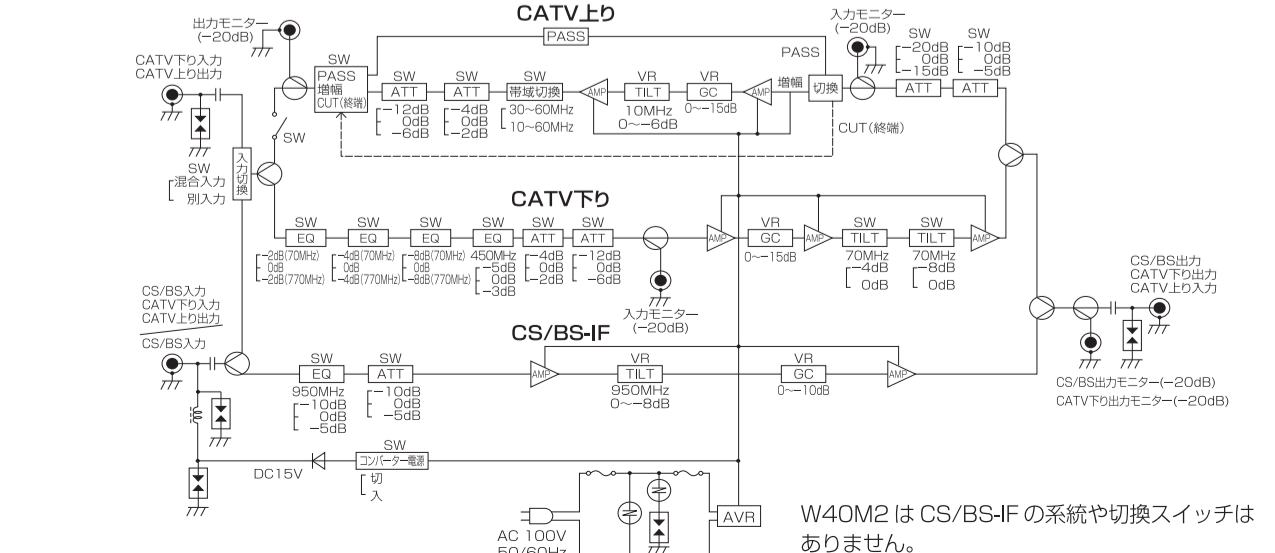 CATV上り
出力モニター
(−20dB)
入力モニター
(−20dB)
CATV下り入力
CATV上り出力
SW
PASS
増幅
CUT(終端)
PASS
PASS
SW
ATT
−12dB
0dB
−6dB
SW
ATT
−4dB
0dB
−2dB
SW
帯域切換
30〜60MHz
10〜60MHz
AMP
VR
TILT
10MHz
0〜−6dB
VR
GC
0〜−15dB
AMP
増幅
切換
CUT(終端)
SW
−20dB
0dB
−15dB
ATT
SW
−10dB
0dB
−5dB
ATT
SW
入力切換
SW
混合入力
別入力
CATV下り
SW
EQ
−2dB(70MHz)
0dB
−2dB(770MHz)
SW
EQ
−4dB(70MHz)
0dB
−4dB(770MHz)
SW
EQ
−8dB(70MHz)
0dB
−8dB(770MHz)
SW
EQ
450MHz
−5dB
0dB
−3dB
SW
ATT
−4dB
0dB
−2dB
SW
ATT
−12dB
0dB
−6dB
入力モニター
(−20dB)
AMP
VR
GC
0〜−15dB
AMP
SW
TILT
70MHz
−4dB
0dB
SW
TILT
70MHz
−8dB
0dB
AMP
CS/BS出力
CATV下り出力
CATV上り入力
CS/BS出力モニター(−20dB)
CATV下り出力モニター(−20dB)
CS/BS入力
CATV下り入力
CATV上り出力
CS/BS入力
CS/BS-IF
SW
EQ
950MHz
−10dB
0dB
−5dB
SW
ATT
−10dB
0dB
−5dB
AMP
VR
TILT
950MHz
0〜−8dB
VR
GC
0〜−10dB
AMP
DC15V
SW
コンバーター電源
切
入
AC 100V
50/60Hz
AVR
W40M2 は CS/BS-IF の系統や切換スイッチは
ありません。